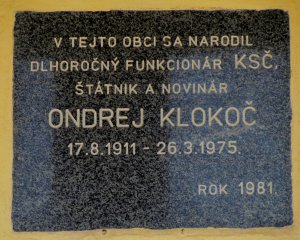 V TEJTO OBCI SA NARODIL
DLHOROČNÝ FUNKCIONÁR KSČ,
ŠTÁTNIK A NOVINÁR
ONDREJ KLOKOČ
17.8.1911 - 26.3.1975.
ROK 1981.